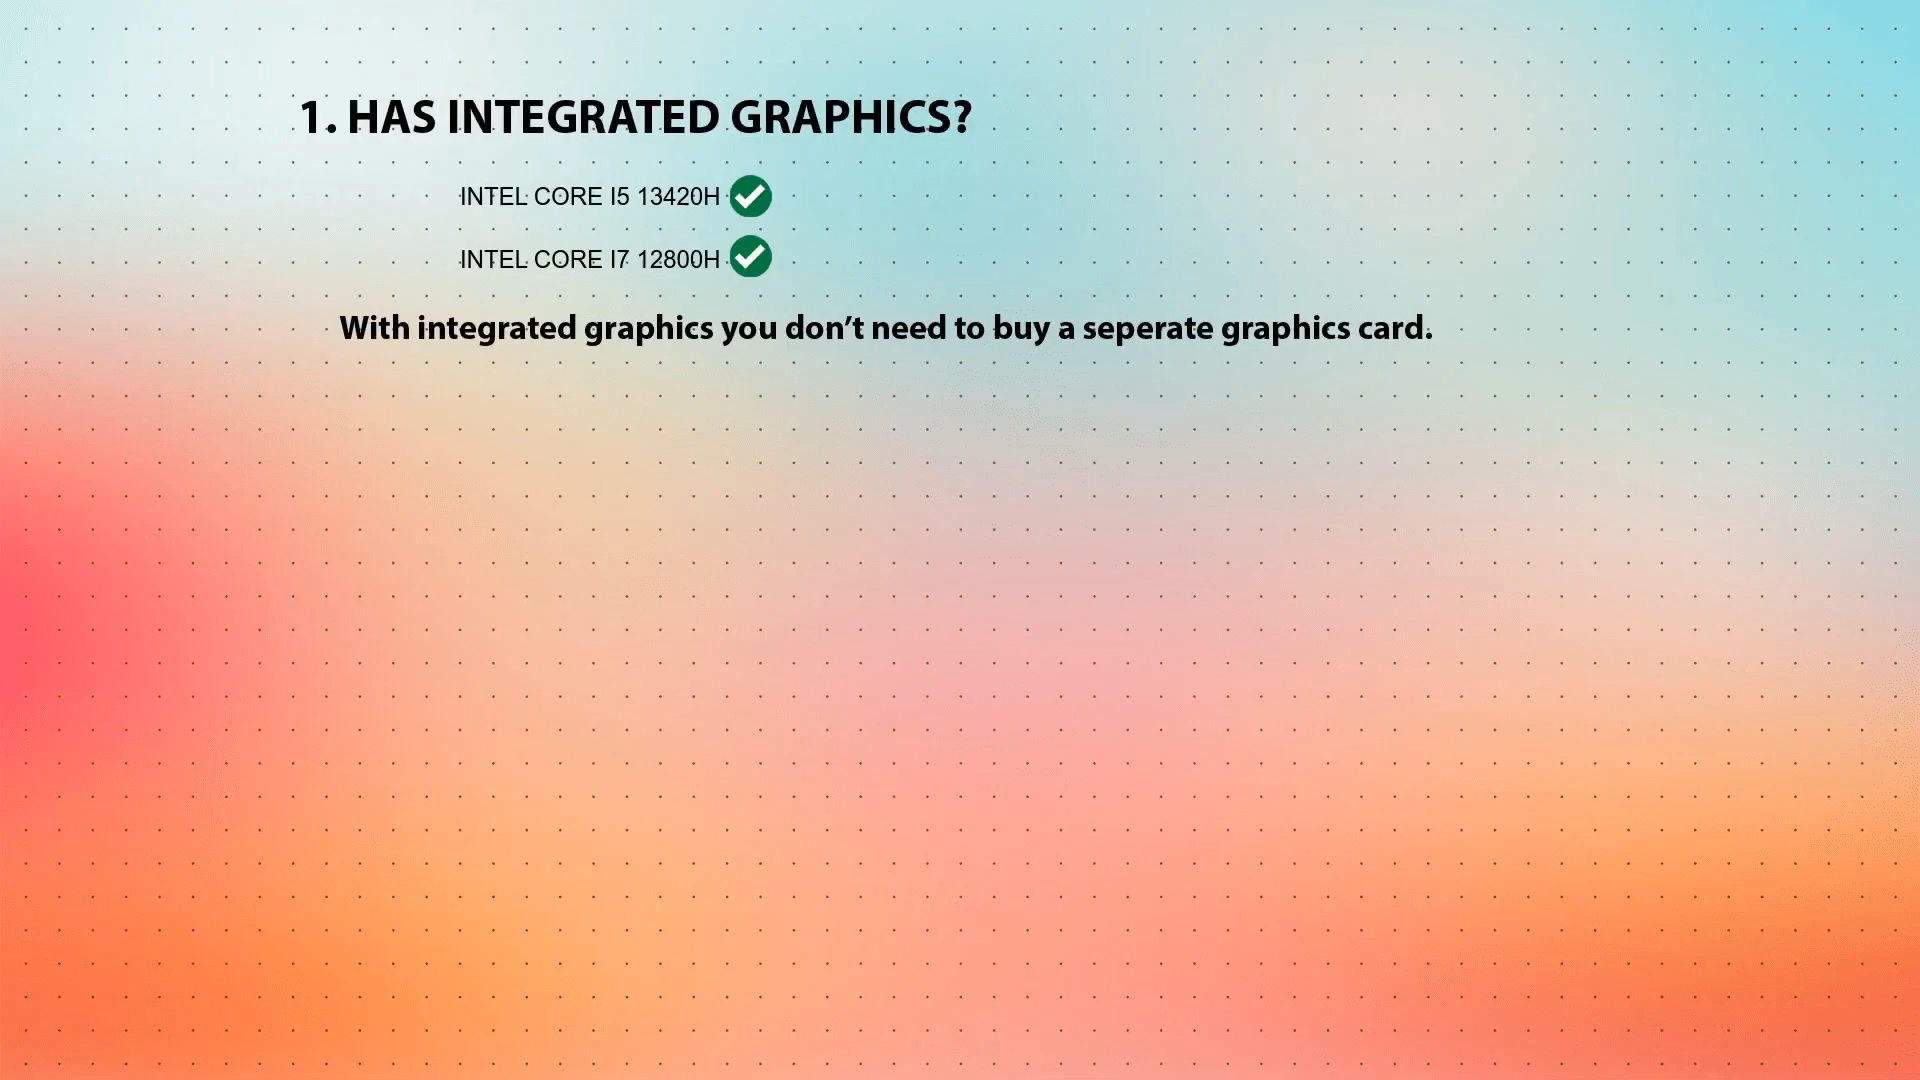 1. HAS INTEGRATED GRAPHICS?
INTEL CORE I5 13420H
INTEL CORE I7 12800H
With integrated graphics you don’t need to buy a seperate graphics card.